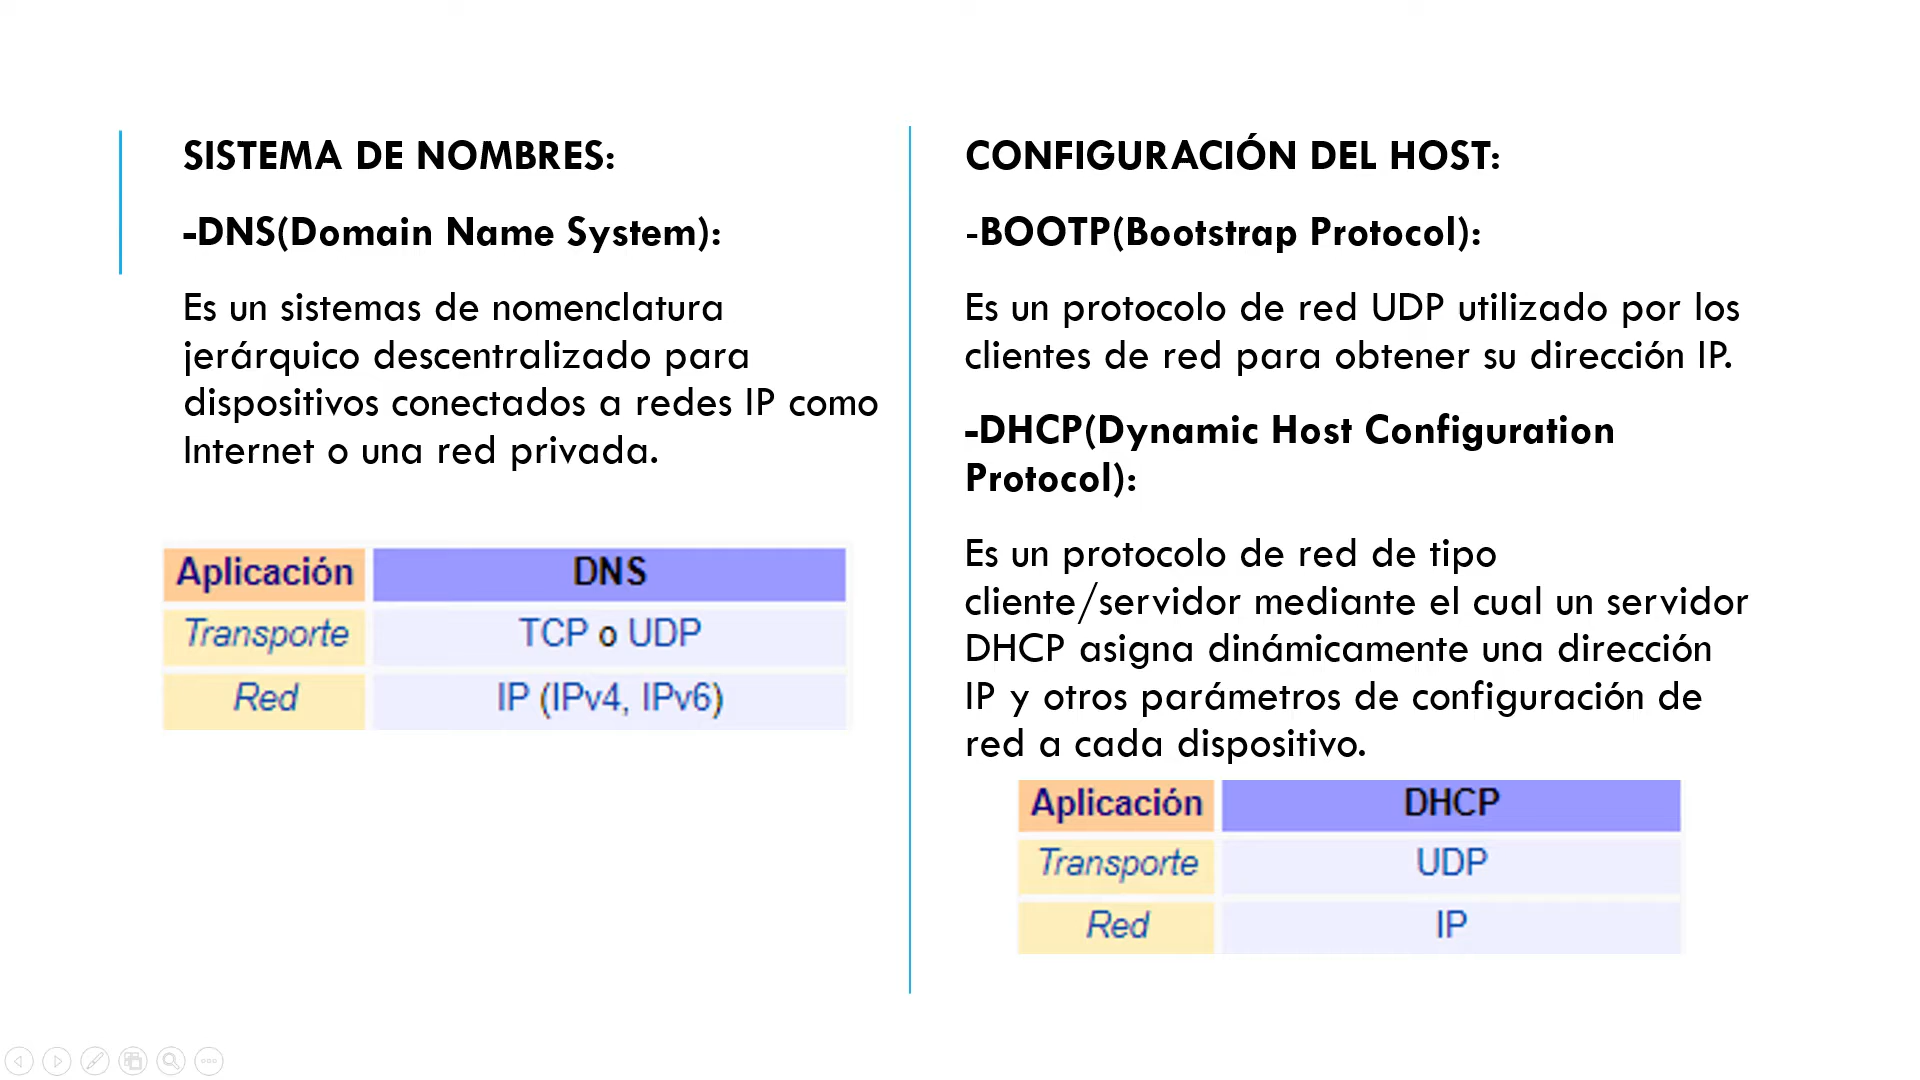 SISTEMA DE NOMBRES:
-DNS(Domain Name System):
Es un sistemas de nomenclatura
jerárquico descentralizado para
dispositivos conectados a redes IP como
Internet o una red privada.
Aplicación DNS
Transporte TCP o UDP
Red IP (IPv4, IPv6)
CONFIGURACIÓN DEL HOST:
-BOOTP(Bootstrap Protocol):
Es un protocolo de red UDP utilizado por los
clientes de red para obtener su dirección IP.
-DHCP(Dynamic Host Configuration
Protocol):
Es un protocolo de red de tipo
cliente/servidor mediante el cual un servidor
DHCP asigna dinámicamente una dirección
IP y otros parámetros de configuración de
red a cada dispositivo.
Aplicación DHCP
Transporte UDP
Red IP